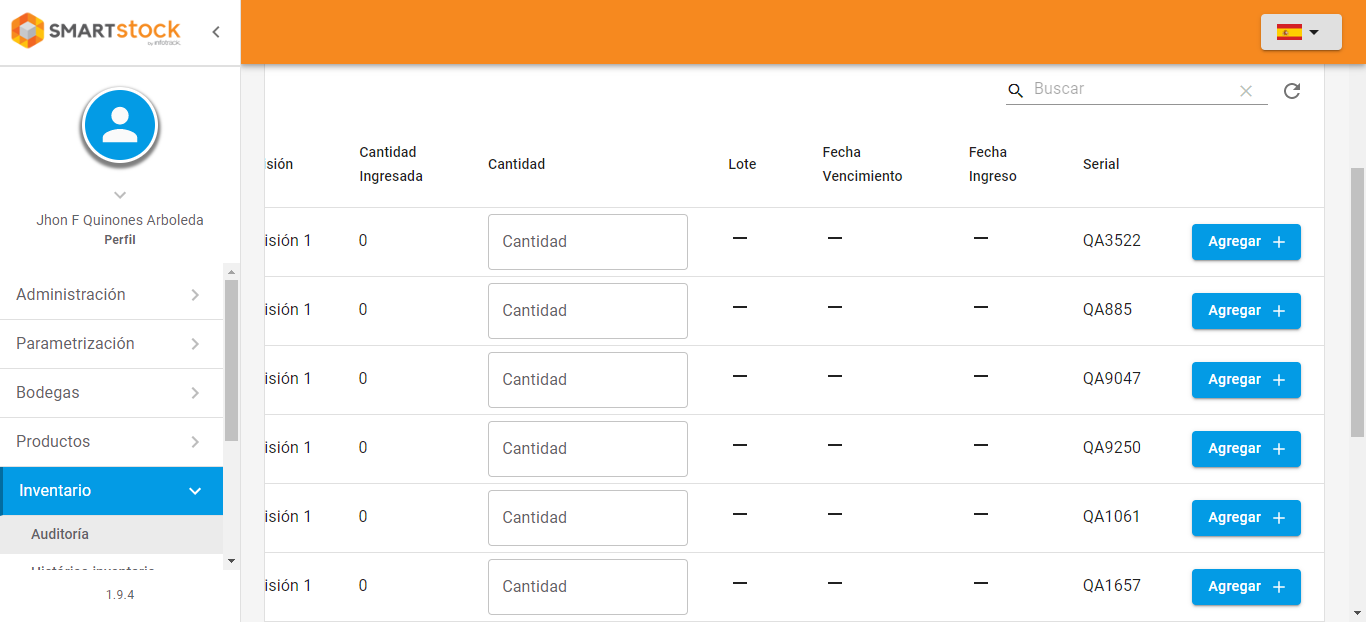 SMARTstock
by infotrack.
Buscar
Jhon F Quinones Arboleda
Perfil
Administración
Parametrización
Bodegas
Productos
Inventario
Auditoría
Histórico inventario
1.9.4
isión
Cantidad Ingresada
Cantidad
Lote
Fecha Vencimiento
Fecha Ingreso
Serial
isión 1 0 Cantidad — — — QA3522 Agregar +
isión 1 0 Cantidad — — — QA885 Agregar +
isión 1 0 Cantidad — — — QA9047 Agregar +
isión 1 0 Cantidad — — — QA9250 Agregar +
isión 1 0 Cantidad — — — QA1061 Agregar +
isión 1 0 Cantidad — — — QA1657 Agregar +